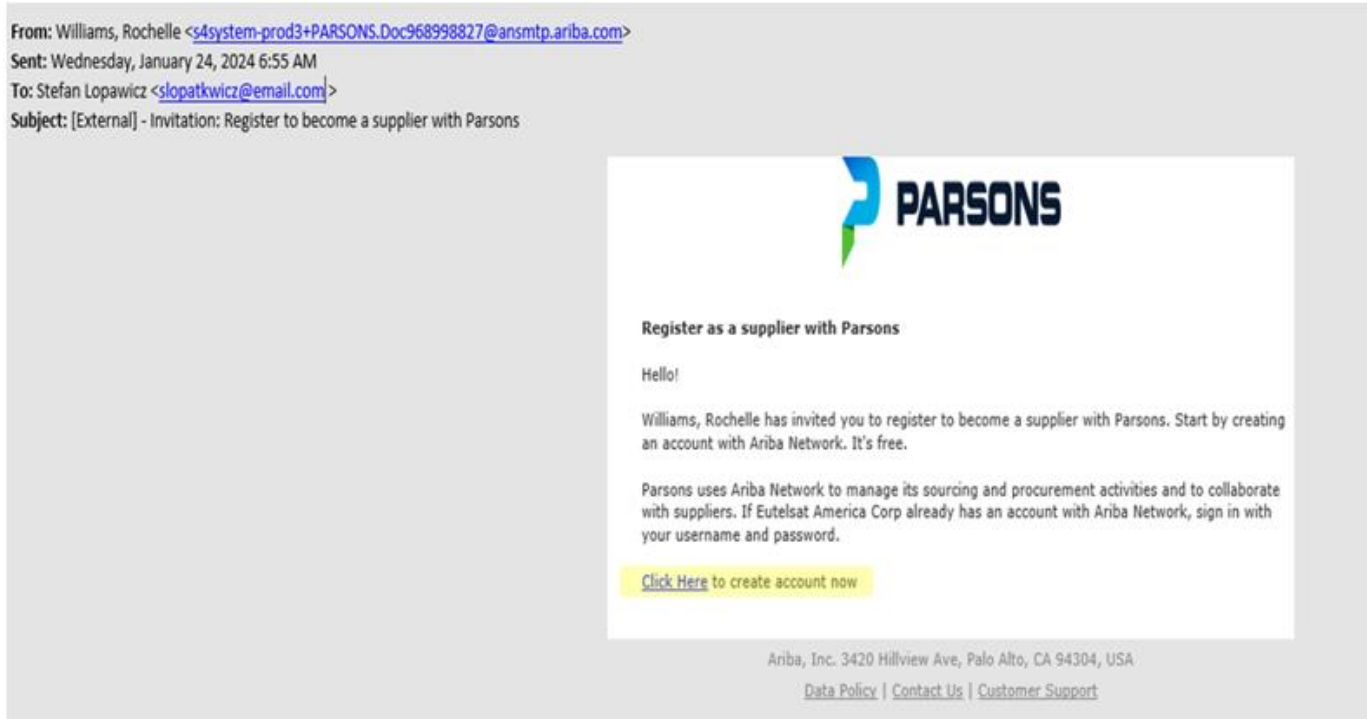 From: Williams, Rochelle <s4system-prod3+PARSONS.Doc968998827@ansmtp.ariba.com>
Sent: Wednesday, January 24, 2024 6:55 AM
To: Stefan Lopawicz <slopatkwicz@email.com>
Subject: [External] - Invitation: Register to become a supplier with Parsons
PARSONS
Register as a supplier with Parsons
Hello!
Williams, Rochelle has invited you to register to become a supplier with Parsons. Start by creating
an account with Ariba Network. It's free.
Parsons uses Ariba Network to manage its sourcing and procurement activities and to collaborate
with suppliers. If Eutelsat America Corp already has an account with Ariba Network, sign in with
your username and password.
Click Here to create account now
Ariba, Inc. 3420 Hillview Ave, Palo Alto, CA 94304, USA
Data Policy | Contact Us | Customer Support